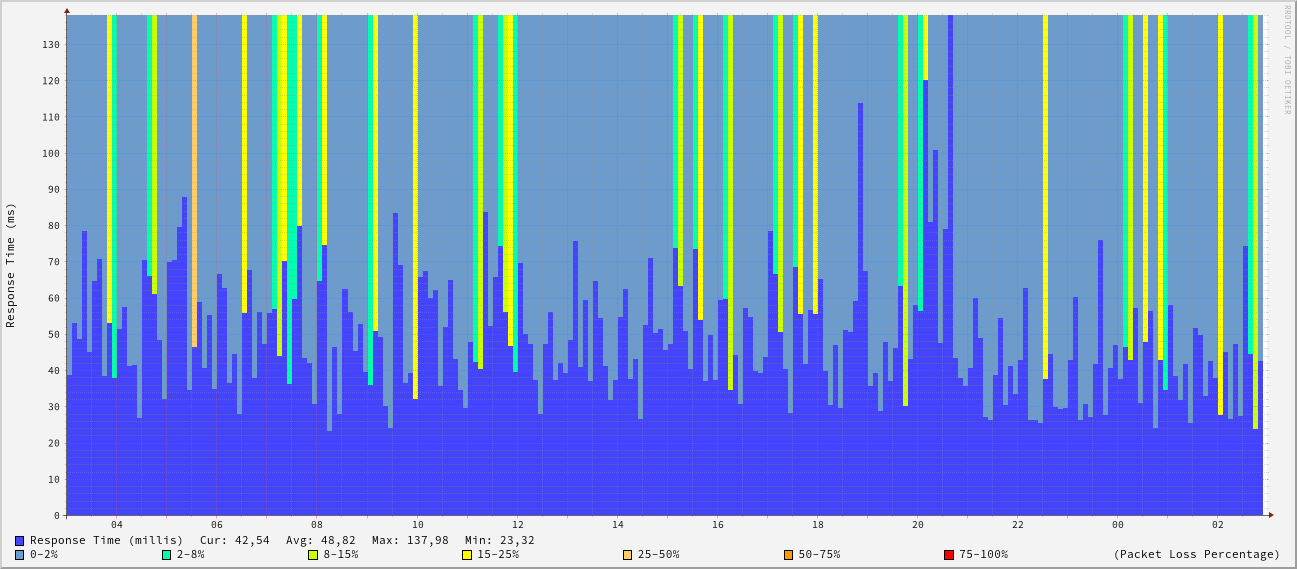 RRDTOOL / TOBI OETIKER
Response Time (ms)
130
120
110
100
90
80
70
60
50
40
30
20
10
0
04 06 08 10 12 14 16 18 20 22 00 02
Response Time (millis) Cur: 42,54 Avg: 48,82 Max: 137,98 Min: 23,32
0-2% 2-8% 8-15% 15-25% 25-50% 50-75% 75-100% (Packet Loss Percentage)